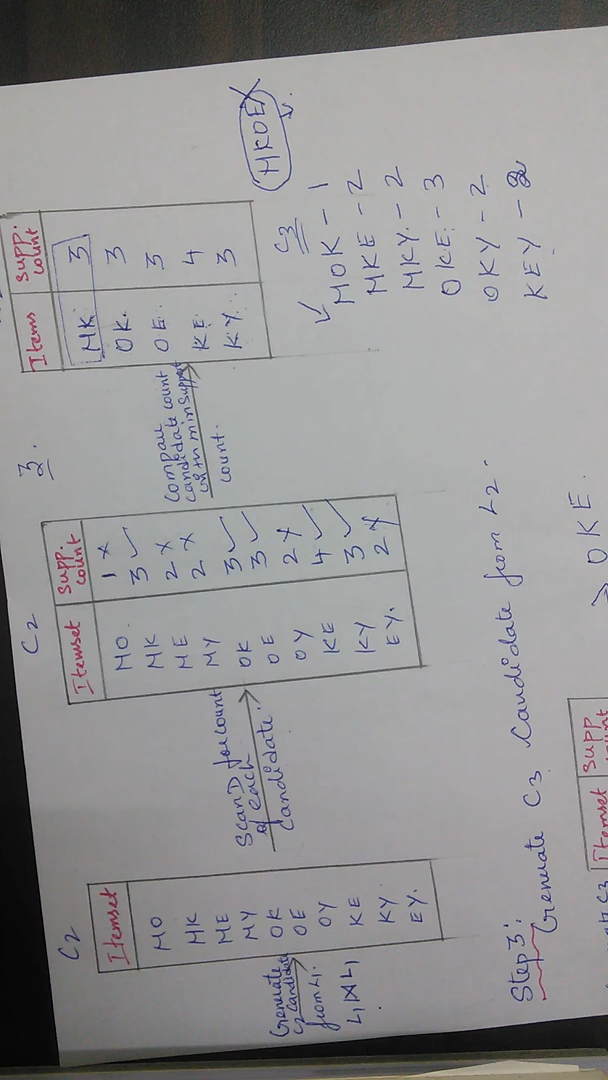 C2
Itemset
MO
MK
ME
MY
OK
OE
OY
KE
KY
EY.
Generate
C2 candidate
from L1.
L1 ⋈ L1
C2
Itemset Supp. count
MO. 1 x
MK 3 ✓
ME 2 x
MY 2 x
OK 3 ✓
OE 3 ✓
OY 2 x
KE 4 ✓
KY 3 ✓
EY. 2 x
Scan D for count
of each
candidate.
3.
Items Supp. count
MK 3
OK. 3
OE. 3
KE. 4
KY. 3
Compare
candidate count
with min support
count.
MKOE
C3
MOK - 1
MKE - 2
MKY - 2
OKE - 3
OKY - 2
KEY - 2
Step 3:
Generate C3 Candidate from L2.
C3
Itemset Supp
OKE.